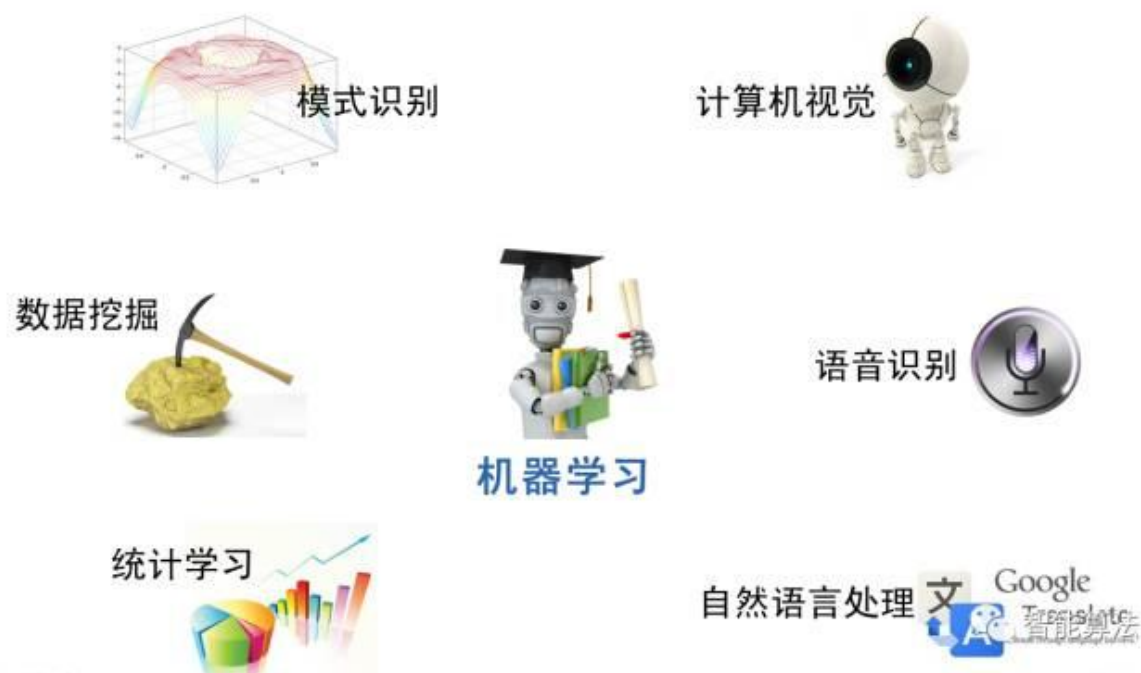 模式识别
计算机视觉
数据挖掘
语音识别
机器学习
统计学习
自然语言处理
文
Google
Translate
智能算法